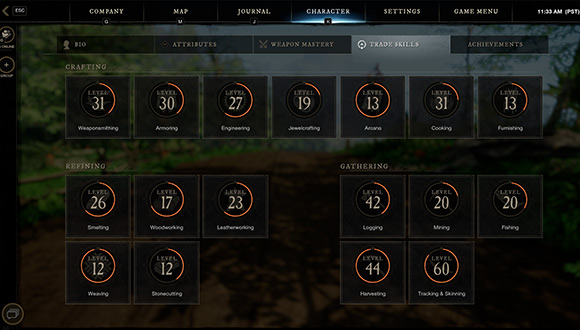 ESC COMPANY MAP JOURNAL CHARACTER SETTINGS GAME MENU 11:33 AM (PST)
G M J K
ONLINE
GROUP
BIO ATTRIBUTES WEAPON MASTERY TRADE SKILLS ACHIEVEMENTS
CRAFTING
LEVEL LEVEL LEVEL LEVEL LEVEL LEVEL LEVEL
31 30 27 19 13 31 13
Weaponsmithing Armoring Engineering Jewelcrafting Arcana Cooking Furnishing
REFINING GATHERING
LEVEL LEVEL LEVEL LEVEL LEVEL LEVEL
26 17 23 42 20 20
Smelting Woodworking Leatherworking Logging Mining Fishing
LEVEL LEVEL LEVEL LEVEL
12 12 44 60
Weaving Stonecutting Harvesting Tracking & Skinning